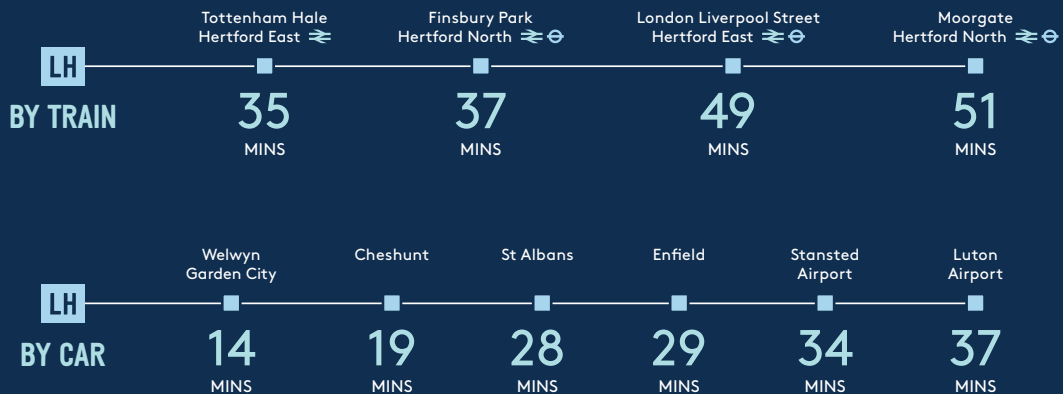 Tottenham Hale
Hertford East
Finsbury Park
Hertford North
London Liverpool Street
Hertford East
Moorgate
Hertford North
LH
BY TRAIN
35
MINS
37
MINS
49
MINS
51
MINS
Welwyn
Garden City
Cheshunt
St Albans
Enfield
Stansted
Airport
Luton
Airport
LH
BY CAR
14
MINS
19
MINS
28
MINS
29
MINS
34
MINS
37
MINS